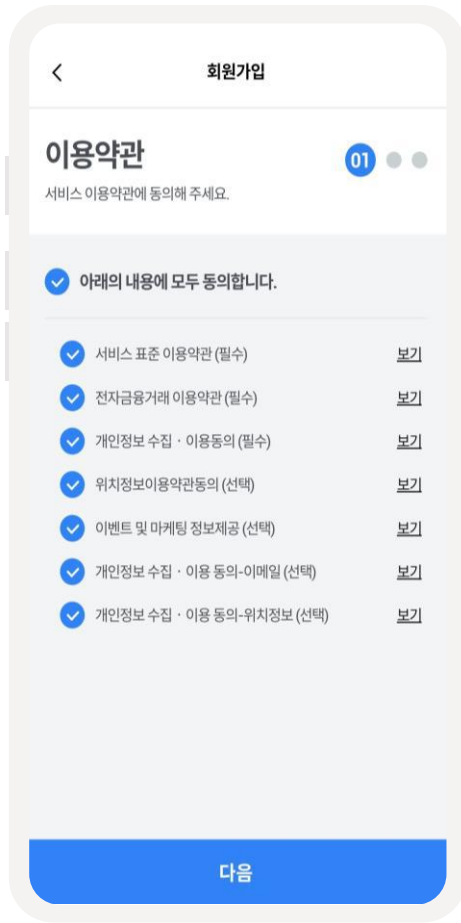 회원가입
이용약관
01
서비스 이용약관에 동의해 주세요.
아래의 내용에 모두 동의합니다.
서비스 표준 이용약관 (필수) 보기
전자금융거래 이용약관 (필수) 보기
개인정보 수집 · 이용동의 (필수) 보기
위치정보이용약관동의 (선택) 보기
이벤트 및 마케팅 정보제공 (선택) 보기
개인정보 수집 · 이용 동의-이메일 (선택) 보기
개인정보 수집 · 이용 동의-위치정보 (선택) 보기
다음